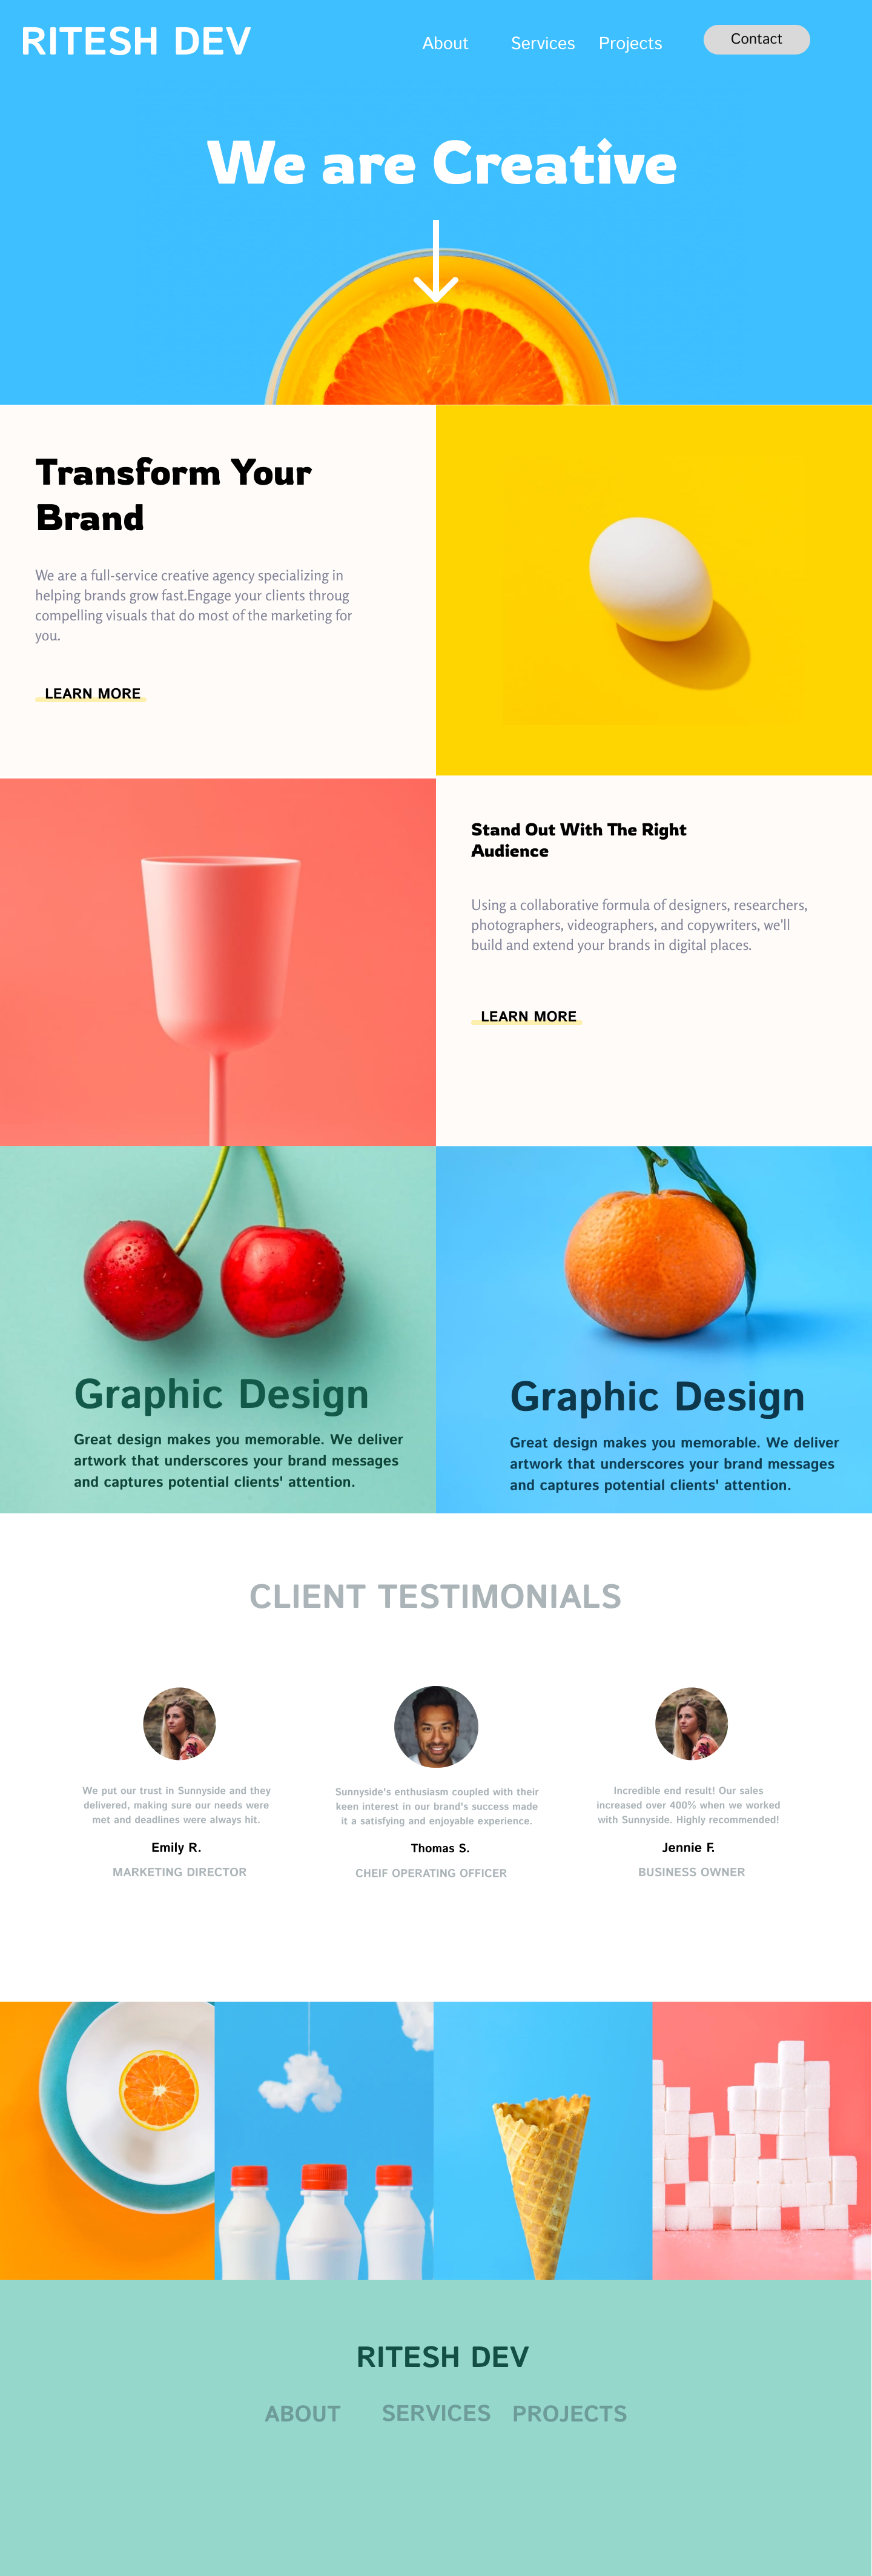 RITESH DEV
About Services Projects Contact
We are Creative
Transform Your
Brand
We are a full-service creative agency specializing in
helping brands grow fast.Engage your clients throug
compelling visuals that do most of the marketing for
you.
LEARN MORE
Stand Out With The Right
Audience
Using a collaborative formula of designers, researchers,
photographers, videographers, and copywriters, we'll
build and extend your brands in digital places.
LEARN MORE
Graphic Design
Great design makes you memorable. We deliver
artwork that underscores your brand messages
and captures potential clients' attention.
Graphic Design
Great design makes you memorable. We deliver
artwork that underscores your brand messages
and captures potential clients' attention.
CLIENT TESTIMONIALS
We put our trust in Sunnyside and they
delivered, making sure our needs were
met and deadlines were always hit.
Emily R.
MARKETING DIRECTOR
Sunnyside's enthusiasm coupled with their
keen interest in our brand's success made
it a satisfying and enjoyable experience.
Thomas S.
CHEIF OPERATING OFFICER
Incredible end result! Our sales
increased over 400% when we worked
with Sunnyside. Highly recommended!
Jennie F.
BUSINESS OWNER
RITESH DEV
ABOUT SERVICES PROJECTS